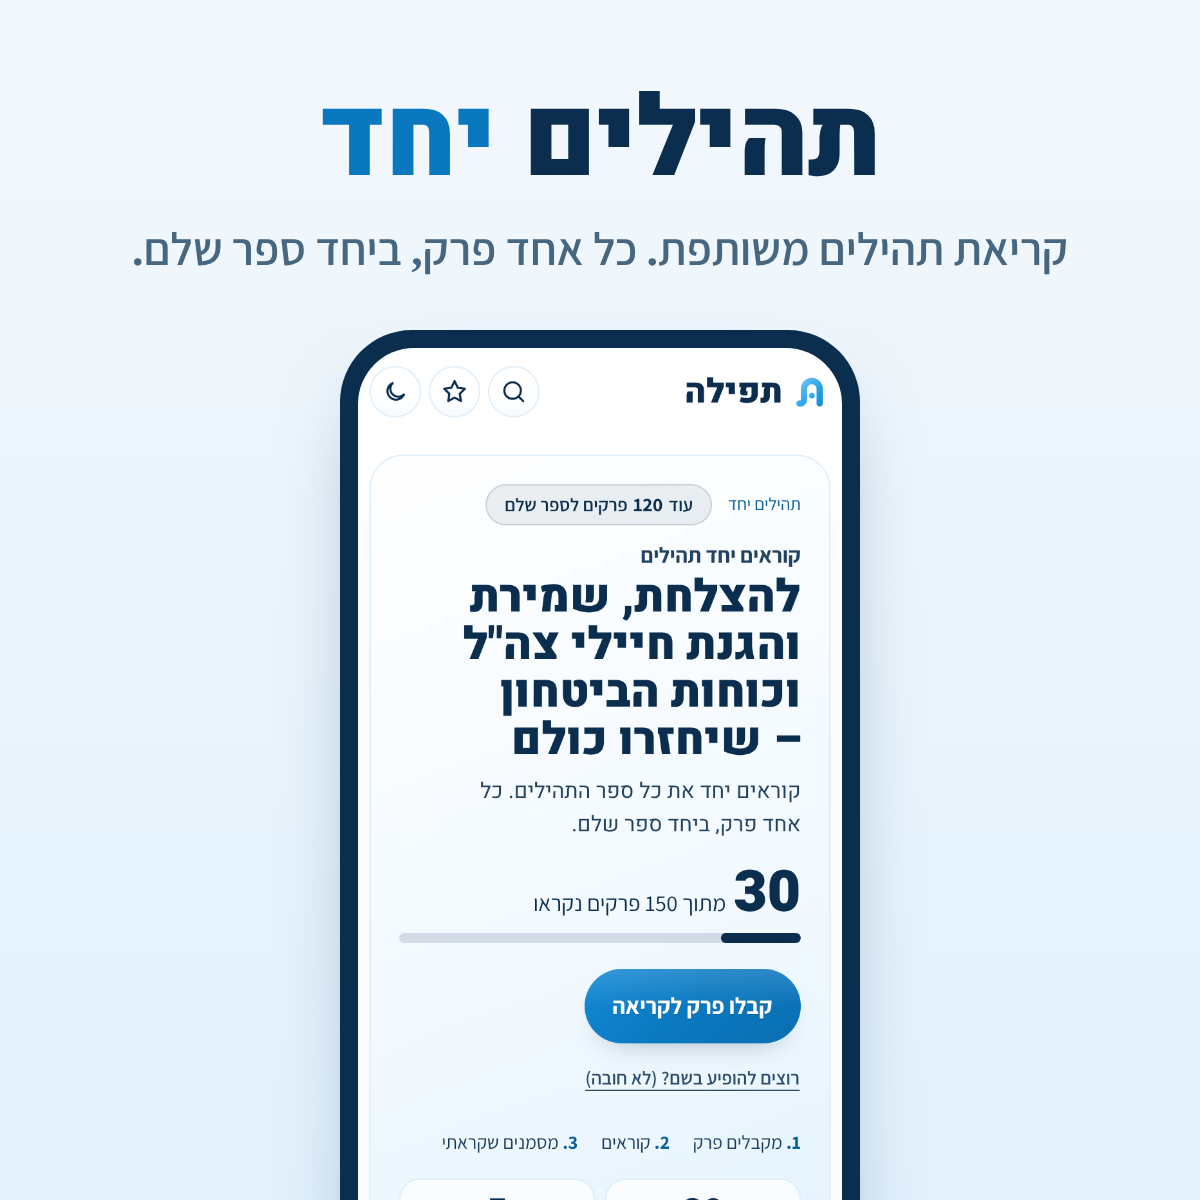 תהילים יחד
קריאת תהילים משותפת. כל אחד פרק, ביחד ספר שלם.
תפילה
תהילים יחד
עוד 120 פרקים לספר שלם
קוראים יחד תהילים
להצלחת, שמירת
והגנת חיילי צה"ל
וכוחות הביטחון
– שיחזרו כולם
קוראים יחד את כל ספר התהילים. כל
אחד פרק, ביחד ספר שלם.
30 מתוך 150 פרקים נקראו
קבלו פרק לקריאה
רוצים להופיע בשם? (לא חובה)
1. מקבלים פרק 2. קוראים 3. מסמנים שקראתי